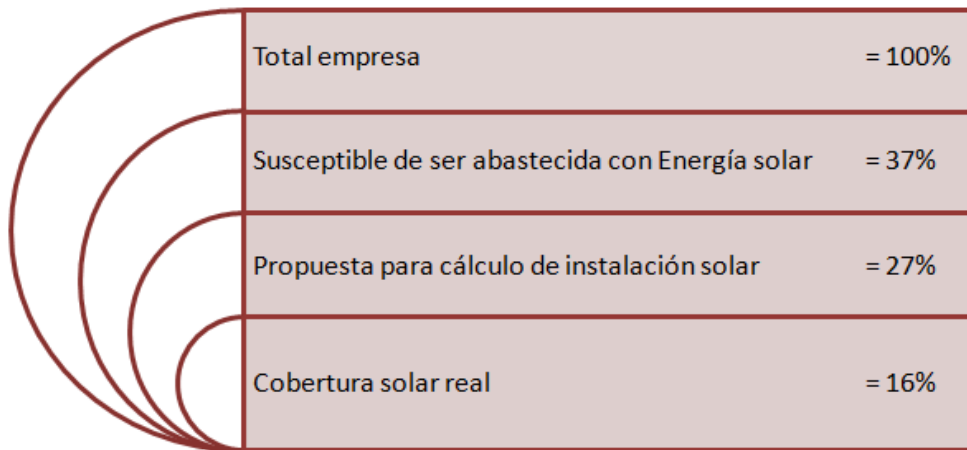 Total empresa = 100%
Susceptible de ser abastecida con Energía solar = 37%
Propuesta para cálculo de instalación solar = 27%
Cobertura solar real = 16%